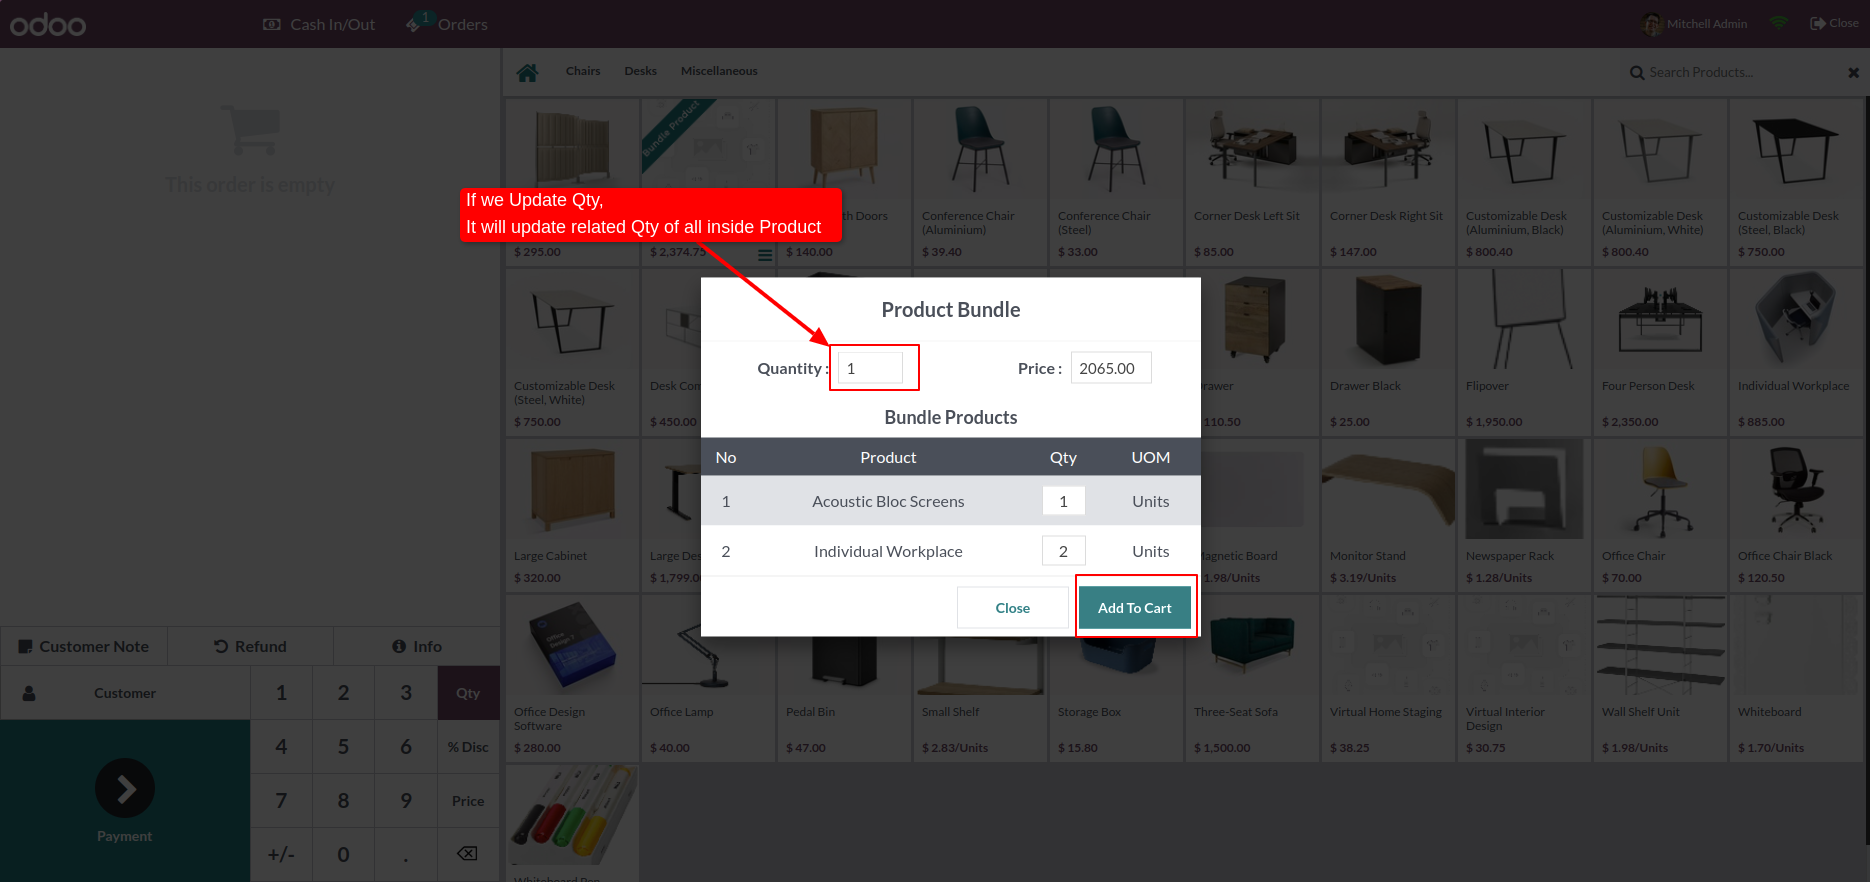 odoo
Cash In/Out
1
Orders
Mitchell Admin
Close
Chairs
Desks
Miscellaneous
Search Products...
This order is empty
Bundle Product
If we Update Qty,
It will update related Qty of all inside Product
$ 295.00
$ 2,374.75
th Doors
$ 140.00
Conference Chair
(Aluminium)
$ 39.40
Conference Chair
(Steel)
$ 33.00
Corner Desk Left Sit
$ 85.00
Corner Desk Right Sit
$ 147.00
Customizable Desk
(Aluminium, Black)
$ 800.40
Customizable Desk
(Aluminium, White)
$ 800.40
Customizable Desk
(Steel, Black)
$ 750.00
Customizable Desk
(Steel, White)
$ 750.00
Desk Com
$ 450.00
rawer
110.50
Drawer Black
$ 25.00
Flipover
$ 1,950.00
Four Person Desk
$ 2,350.00
Individual Workplace
$ 885.00
Product Bundle
Quantity :
1
Price :
2065.00
Bundle Products
No
Product
Qty
UOM
1
Acoustic Bloc Screens
1
Units
2
Individual Workplace
2
Units
Close
Add To Cart
Large Cabinet
$ 320.00
Large Des
$ 1,799.0
agnetic Board
1.98/Units
Monitor Stand
$ 3.19/Units
Newspaper Rack
$ 1.28/Units
Office Chair
$ 70.00
Office Chair Black
$ 120.50
Office
Design
Software
Office Design
Software
$ 280.00
Office Lamp
$ 40.00
Pedal Bin
$ 47.00
Small Shelf
$ 2.83/Units
Storage Box
$ 15.80
Three-Seat Sofa
$ 1,500.00
Virtual Home Staging
$ 38.25
Virtual Interior
Design
$ 30.75
Wall Shelf Unit
$ 1.98/Units
Whiteboard
$ 1.70/Units
Whiteboard Pen
Customer Note
Refund
Info
Customer
1
2
3
Qty
4
5
6
% Disc
7
8
9
Price
Payment
+/-
0
.